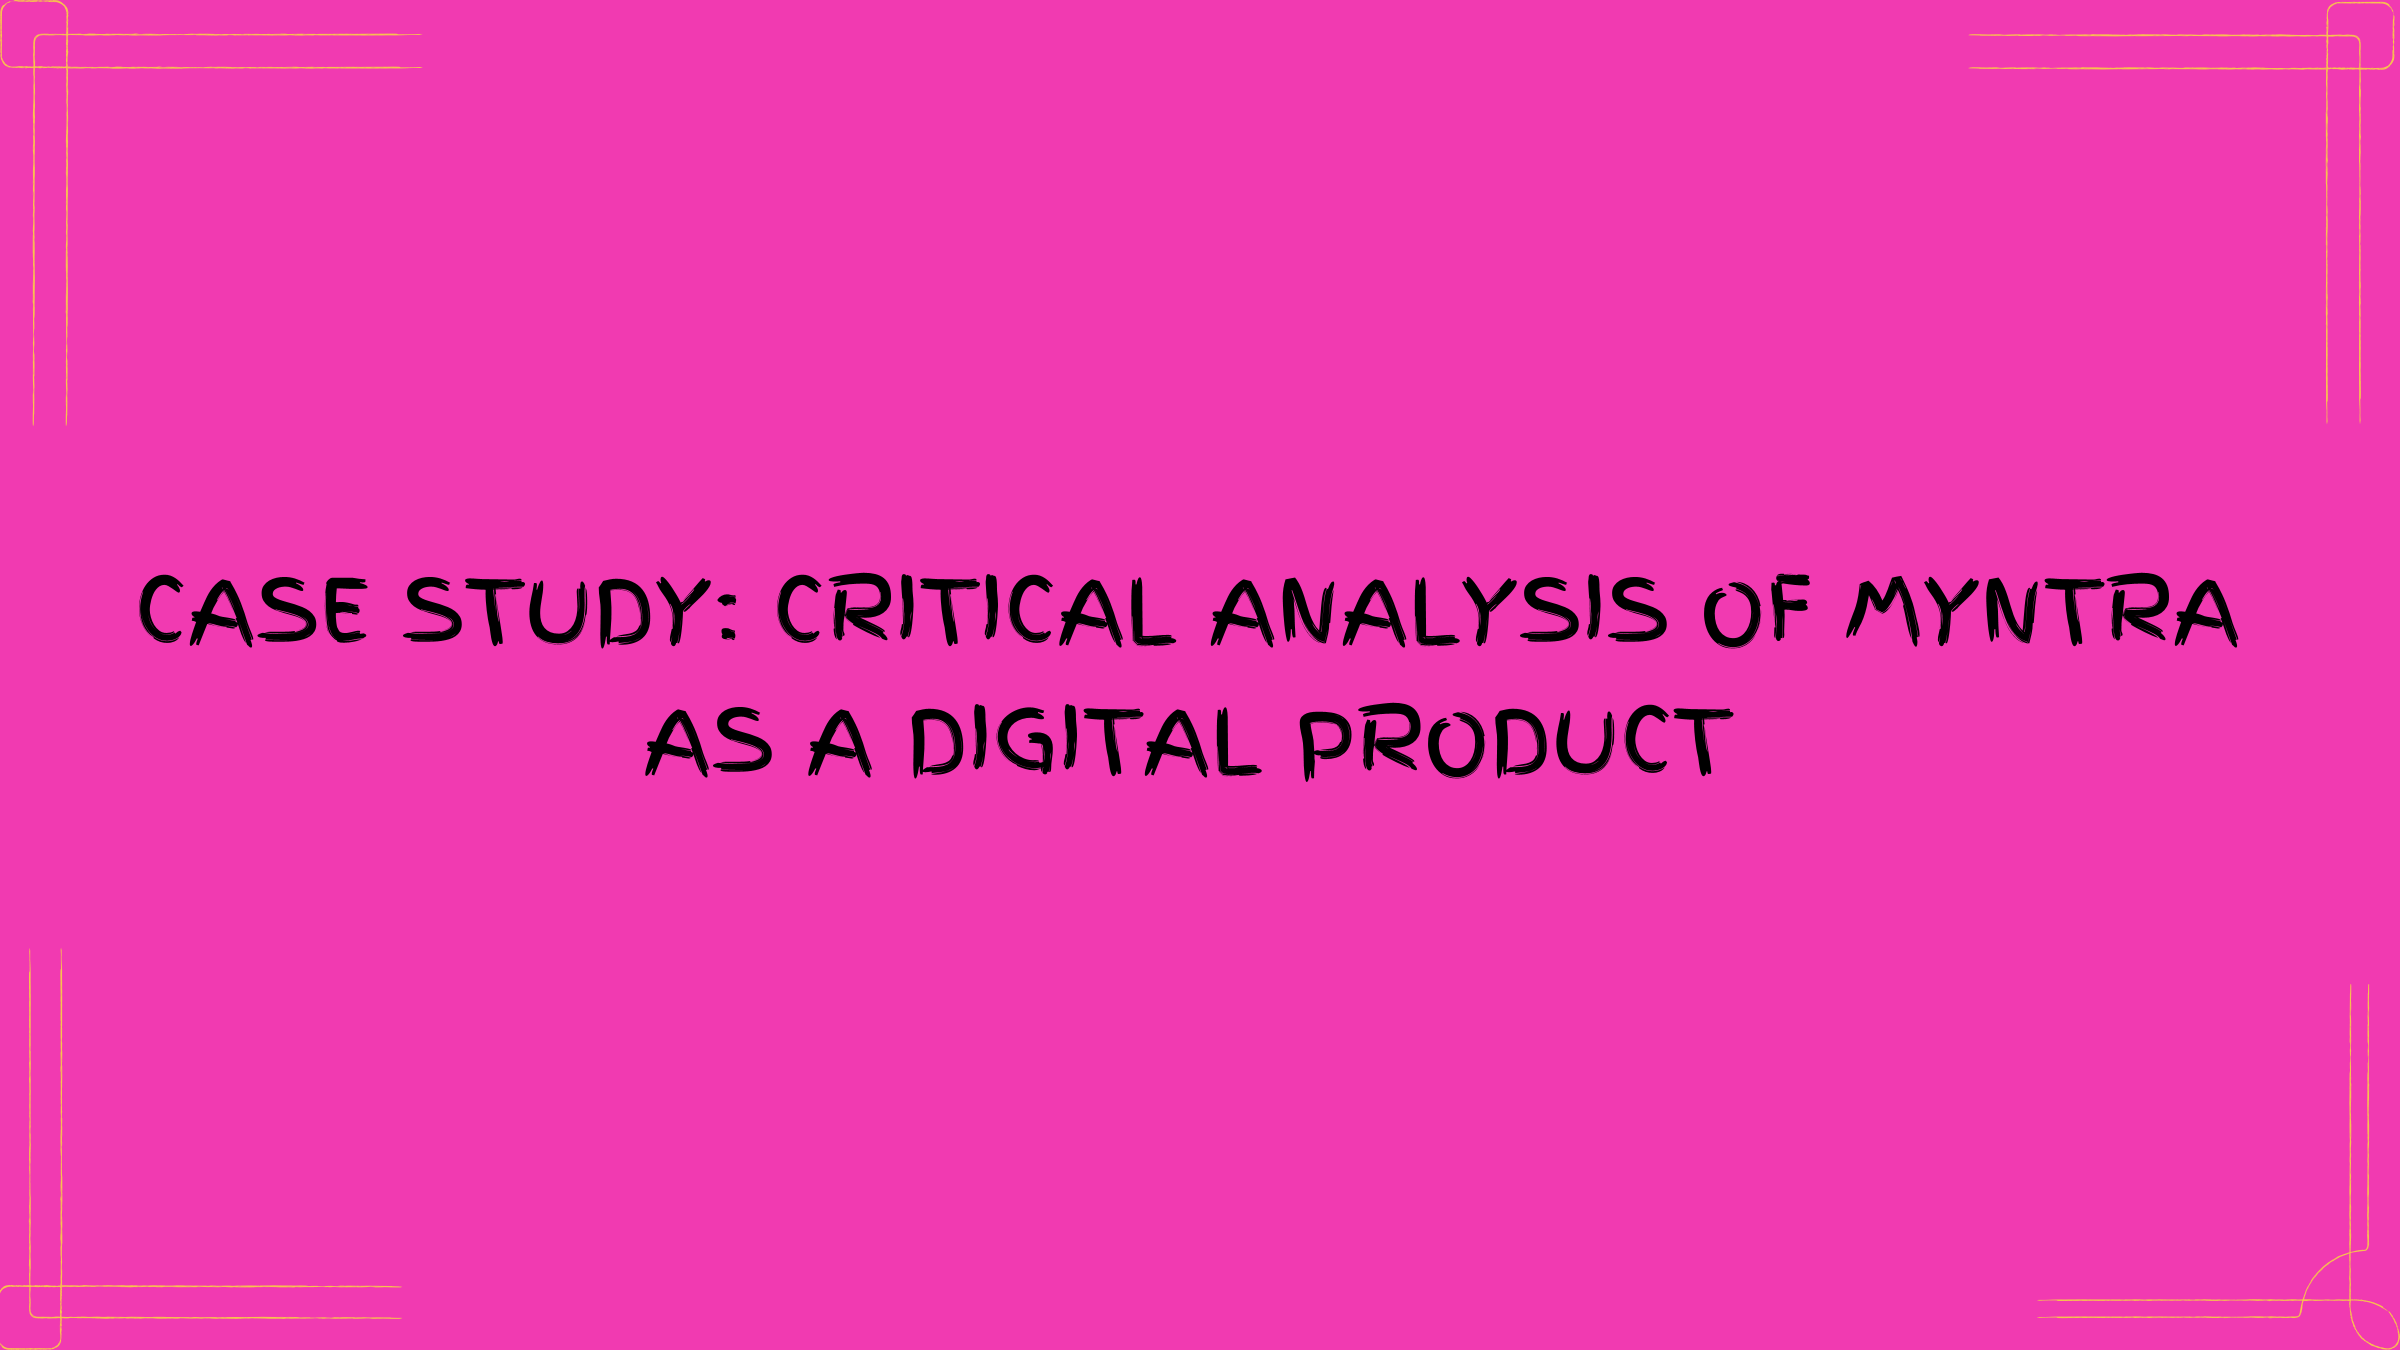 CASE STUDY: CRITICAL ANALYSIS OF MYNTRA
AS A DIGITAL PRODUCT